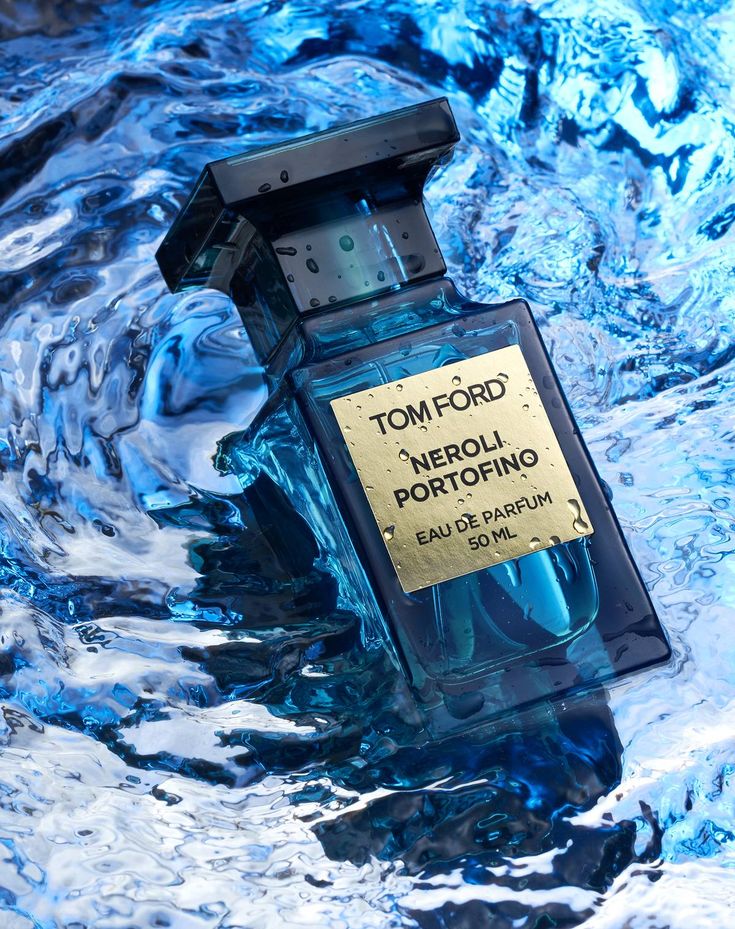 TOM FORD
NEROLI
PORTOFINO
EAU DE PARFUM
50 ML